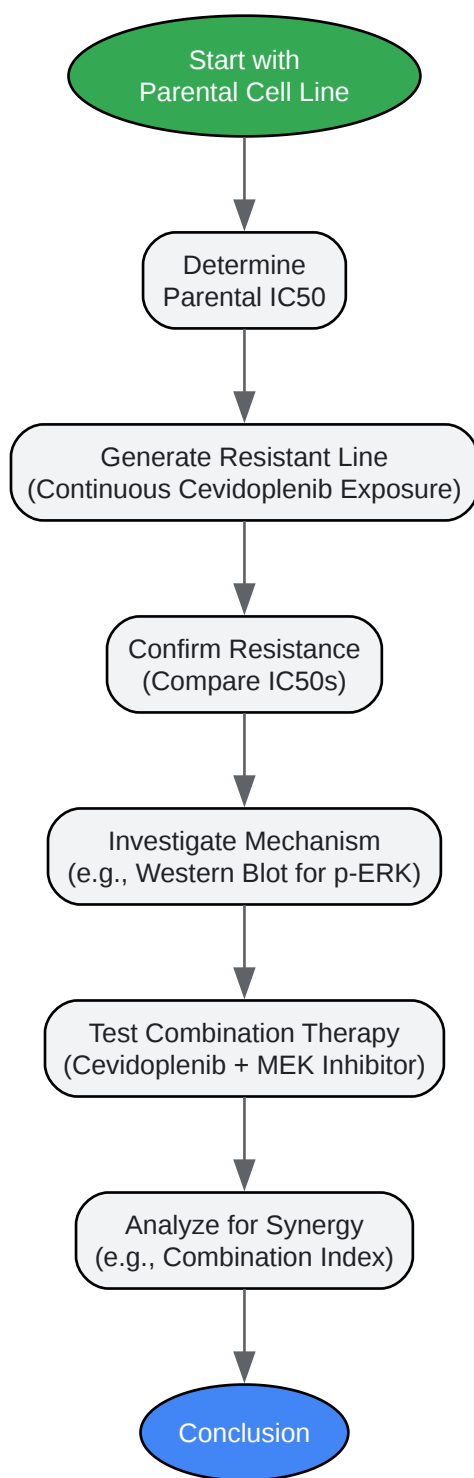 Start with
Parental Cell Line
Determine
Parental IC50
Generate Resistant Line
(Continuous Cevidoplenib Exposure)
Confirm Resistance
(Compare IC50s)
Investigate Mechanism
(e.g., Western Blot for p-ERK)
Test Combination Therapy
(Cevidoplenib + MEK Inhibitor)
Analyze for Synergy
(e.g., Combination Index)
Conclusion